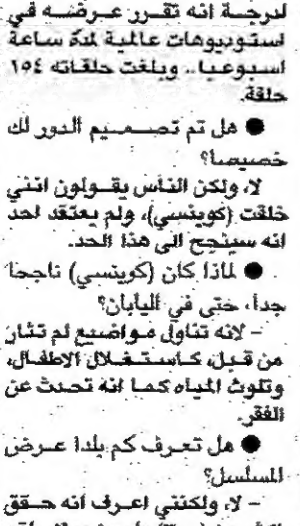 لدرجة انه تقرر عرضه في
استوديوهات عالمية لمدة ساعة
اسبوعيا.. وبلغت حلقاته ١٥٤
حلقة.
● هل تم تصميم الدور لك
خصيصا؟
لا، ولكن الناس يقولون انني
خلقت (كوينسي)، ولم يعتقد احد
انه سينجح الى هذا الحد.
● لماذا كان (كوينسي) ناجحا
جدا، حتى في اليابان؟
- لانه تناول مواضيع لم تثار
من قبل، كاستغلال الاطفال،
وتلوث المياه كما انه تحدث عن
الفقر.
● هل تعرف كم بلدا عرض
المسلسل؟
- لا، ولكنني اعرف انه حقق